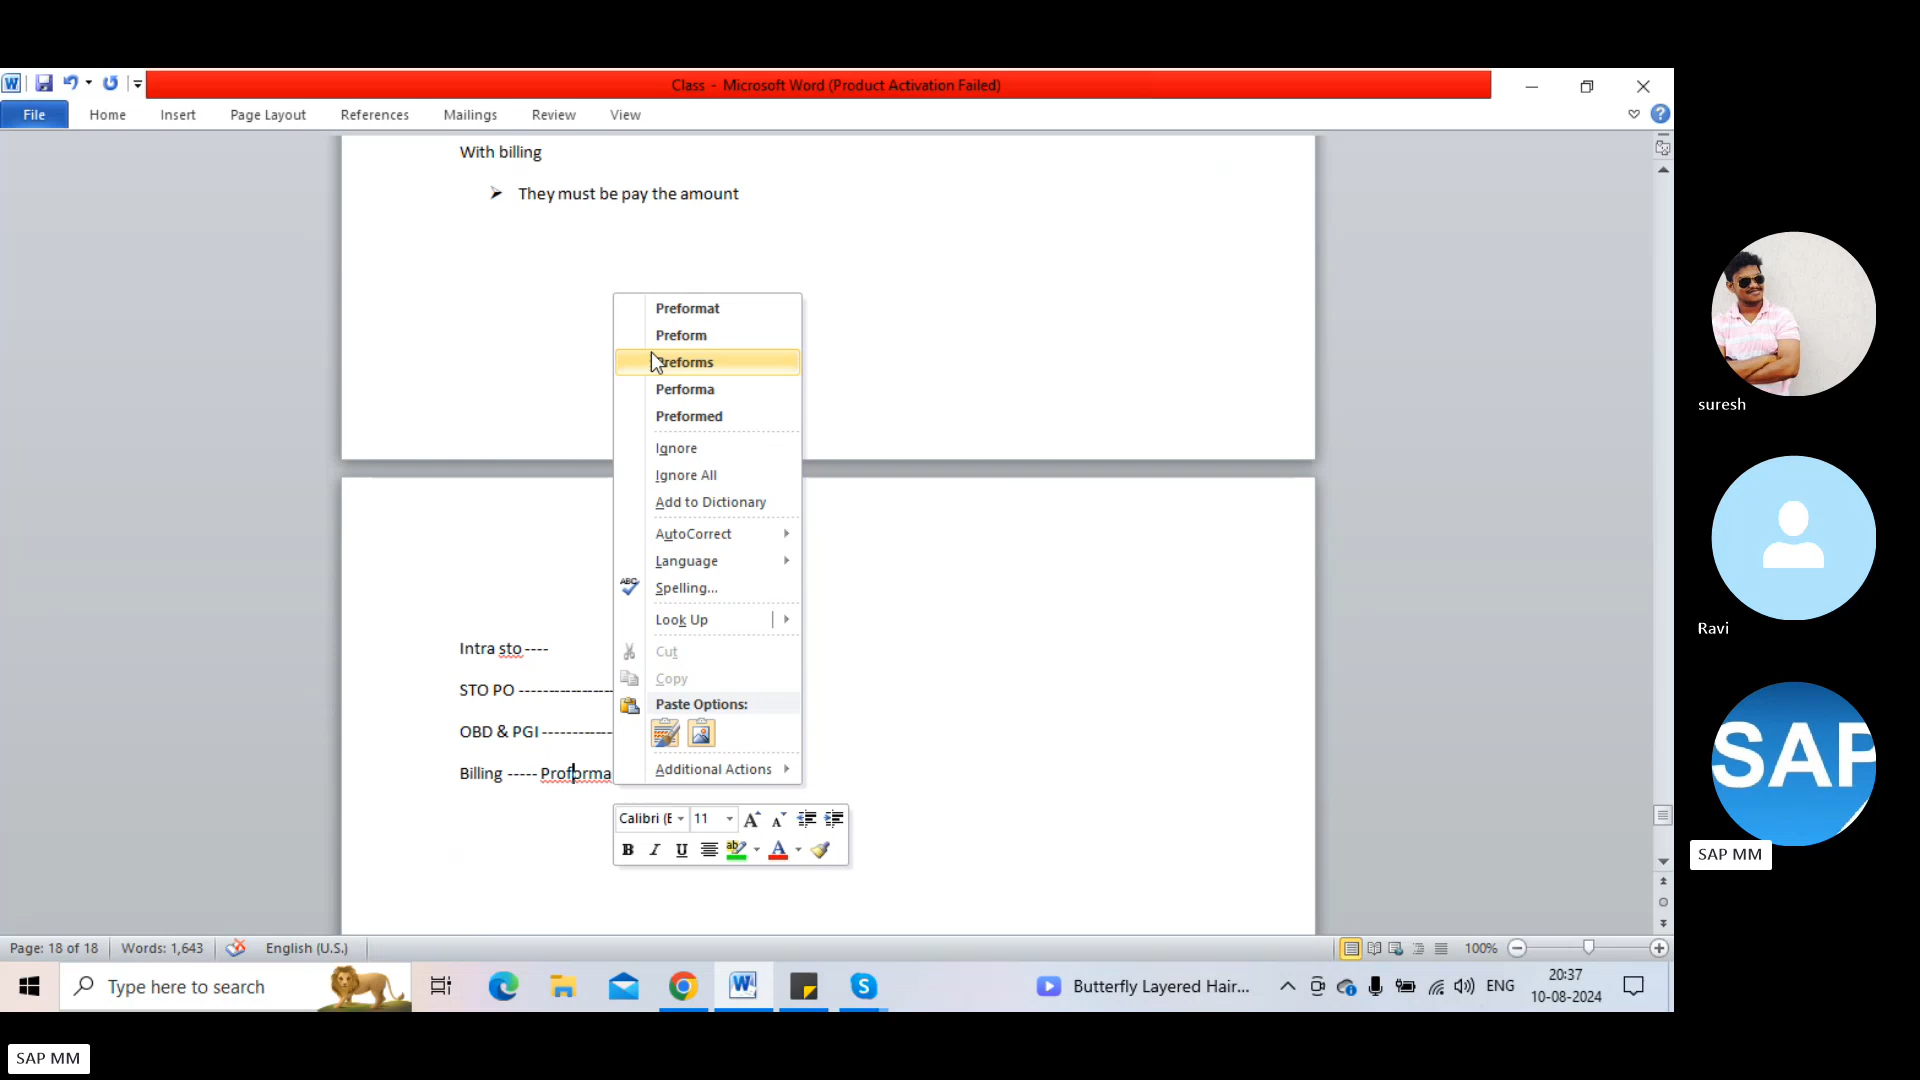 Class - Microsoft Word (Product Activation Failed)
File Home Insert Page Layout References Mailings Review View
With billing
They must be pay the amount
Preformat
Preform
Preforms
Performa
Preformed
Ignore
Ignore All
Add to Dictionary
AutoCorrect
Language
Spelling...
Look Up
Cut
Copy
Paste Options:
Additional Actions
Intra sto ----
STO PO ------------------
OBD & PGI ------------
Billing ----- Profforma
Calibri (E 11
B I U ab A
Page: 18 of 18 Words: 1,643 English (U.S.) 100%
Type here to search
Butterfly Layered Hair... ENG
20:37
10-08-2024
suresh
Ravi
SAP
SAP MM
SAP MM